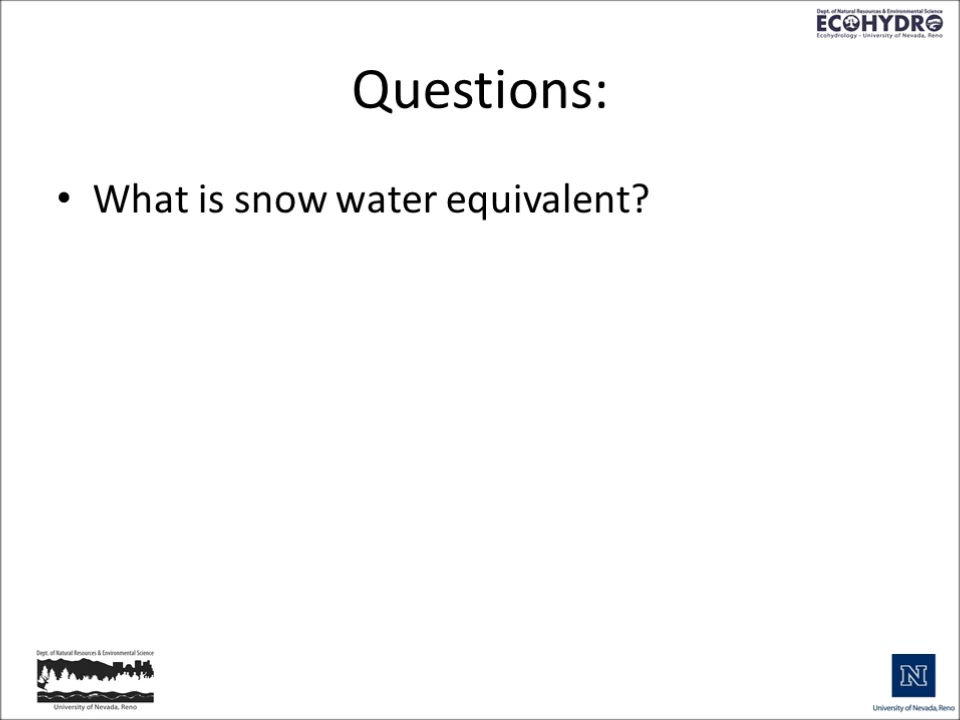 Dept. of Natural Resources & Environmental Science
ECOHYDRO
Ecohydrology - University of Nevada, Reno
Questions:
• What is snow water equivalent?
Dept. of Natural Resources & Environmental Science
University of Nevada, Reno
N
University of Nevada, Reno